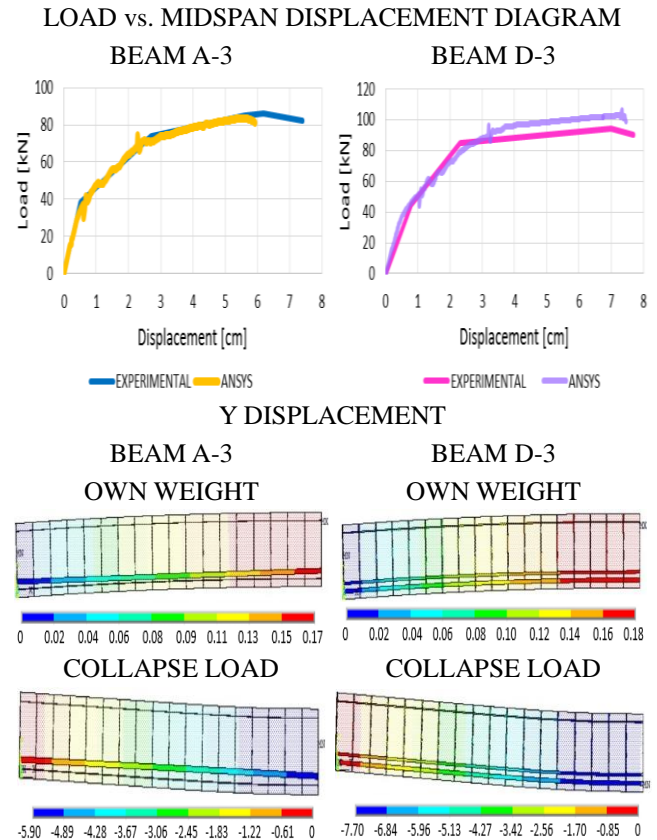 LOAD vs. MIDSPAN DISPLACEMENT DIAGRAM
BEAM A-3 BEAM D-3
100
80
60
40
20
0
Load [kN]
0 1 2 3 4 5 6 7 8
Displacement [cm]
EXPERIMENTAL ANSYS
120
100
80
60
40
20
0
Load [kN]
0 1 2 3 4 5 6 7 8
Displacement [cm]
EXPERIMENTAL ANSYS
Y DISPLACEMENT
BEAM A-3 BEAM D-3
OWN WEIGHT OWN WEIGHT
0 0.02 0.04 0.06 0.08 0.09 0.11 0.13 0.15 0.17
0 0.02 0.04 0.06 0.08 0.10 0.12 0.14 0.16 0.18
COLLAPSE LOAD COLLAPSE LOAD
-5.90 -4.89 -4.28 -3.67 -3.06 -2.45 -1.84 -1.22 -0.61 0
-7.70 -6.84 -5.96 -5.13 -4.27 -3.42 -2.56 -1.70 -0.85 0